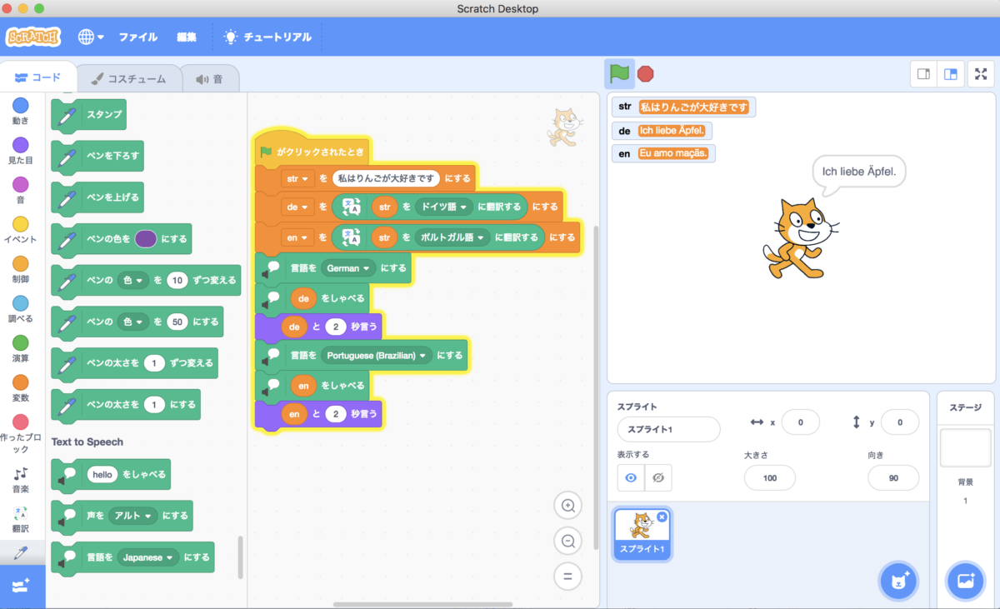 Scratch Desktop
SCRATCH
ファイル
編集
チュートリアル
コード
コスチューム
音
動き
見た目
音
イベント
制御
調べる
演算
変数
作ったブロ
ック
音楽
翻訳
スタンプ
ペンを下ろす
ペンを上げる
ペンの色を にする
ペンの 色 を 10 ずつ変える
ペンの 色 を 50 にする
ペンの太さを 1 ずつ変える
ペンの太さを 1 にする
Text to Speech
hello をしゃべる
声を アルト にする
言語を Japanese にする
がクリックされたとき
str を 私はりんごが大好きです にする
de を 文 A str を ドイツ語 に翻訳する にする
en を 文 A str を ポルトガル語 に翻訳する にする
言語を German にする
de をしゃべる
de と 2 秒言う
言語を Portuguese (Brazilian) にする
en をしゃべる
en と 2 秒言う
str 私はりんごが大好きです
de Ich liebe Äpfel.
en Eu amo maçãs.
Ich liebe Äpfel.
スプライト
スプライト1
x 0
y 0
表示する
大きさ
100
向き
90
スプライト1
ステージ
背景
1